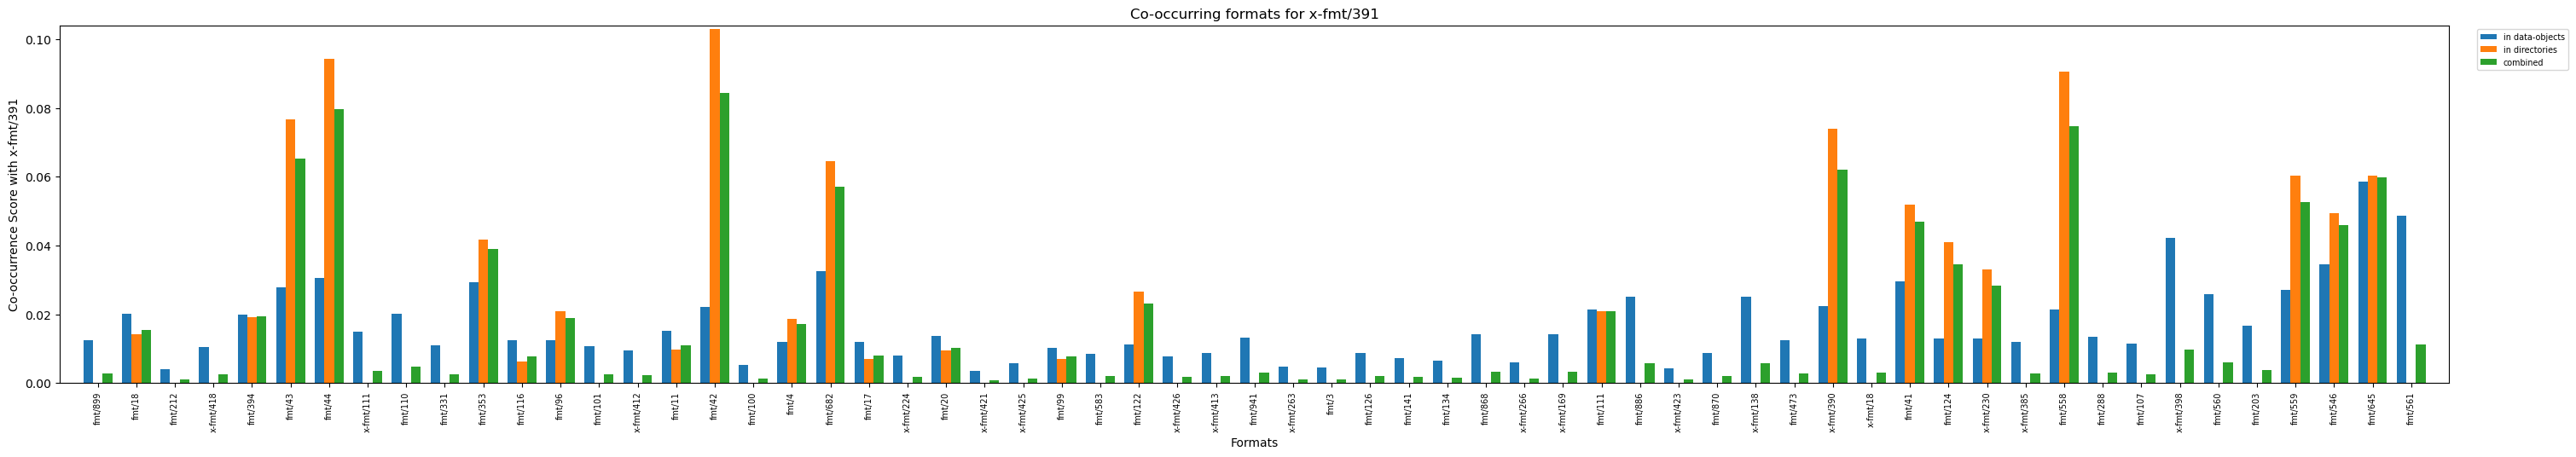 Co-occurring formats for x-fmt/391
in data-objects
in directories
combined
Co-occurrence Score with x-fmt/391
0.10
0.08
0.06
0.04
0.02
0.00
fmt/899
fmt/18
fmt/212
x-fmt/418
fmt/394
fmt/43
fmt/44
x-fmt/111
fmt/110
fmt/331
fmt/353
fmt/116
fmt/96
fmt/101
x-fmt/412
fmt/11
fmt/42
fmt/100
fmt/4
fmt/682
fmt/17
x-fmt/224
fmt/20
x-fmt/421
x-fmt/425
fmt/99
fmt/583
fmt/122
x-fmt/426
x-fmt/413
fmt/941
x-fmt/263
fmt/3
fmt/126
fmt/141
fmt/134
fmt/868
x-fmt/266
x-fmt/169
fmt/111
fmt/886
x-fmt/423
fmt/870
x-fmt/138
fmt/473
x-fmt/390
x-fmt/18
fmt/41
fmt/124
x-fmt/230
x-fmt/385
fmt/558
fmt/288
fmt/107
x-fmt/398
fmt/560
fmt/203
fmt/559
fmt/546
fmt/645
fmt/561
Formats